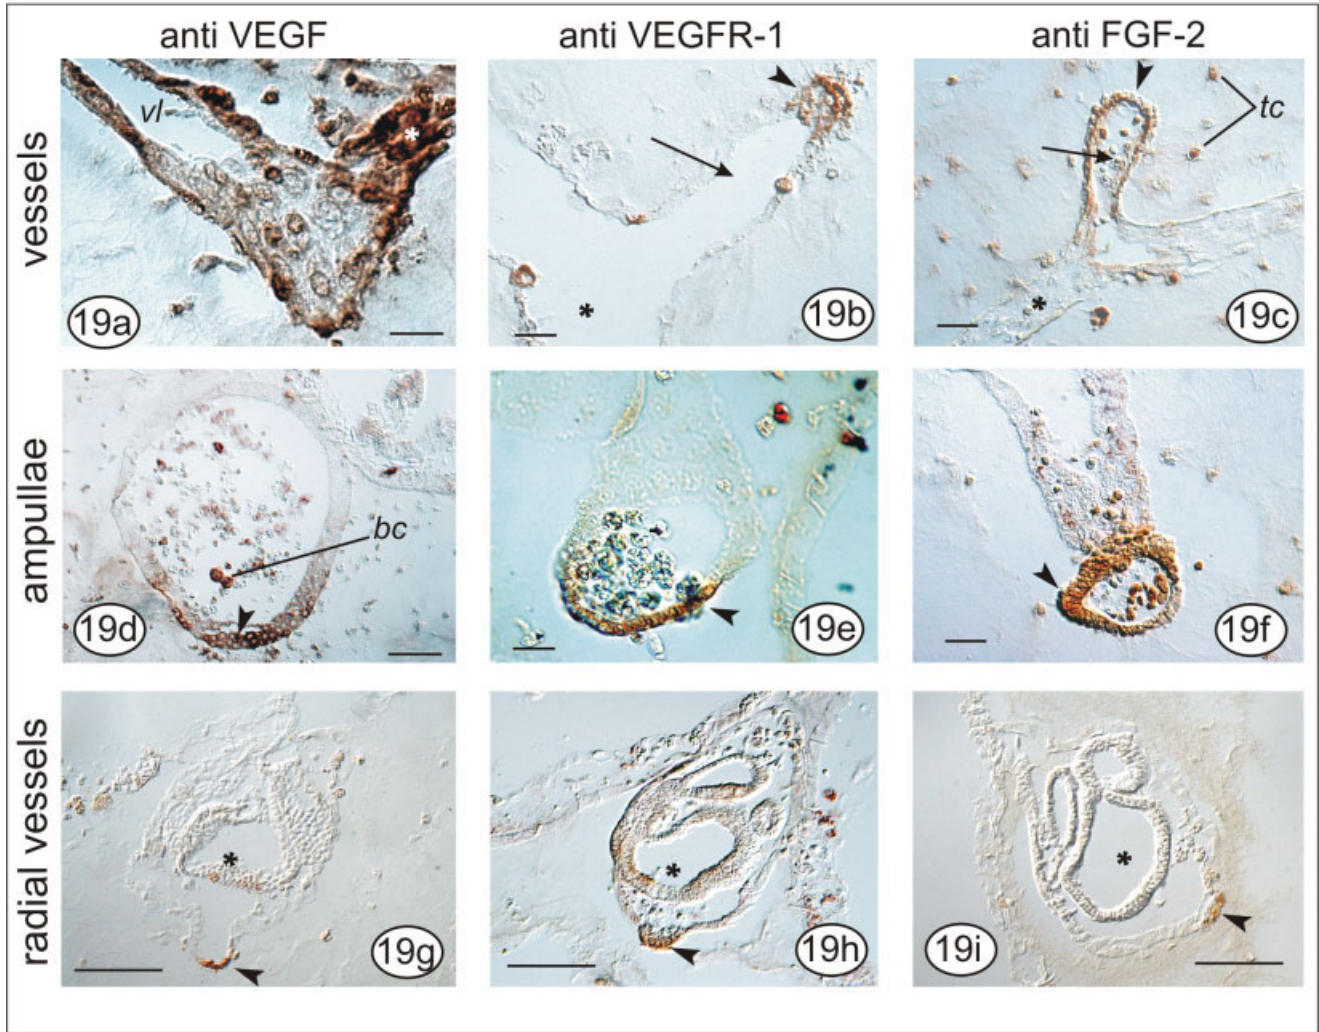 anti VEGF anti VEGFR-1 anti FGF-2
vessels
vl
*
tc
19a
*
19b
*
19c
ampullae
bc
19d
19e
19f
radial vessels
*
19g
*
19h
*
19i